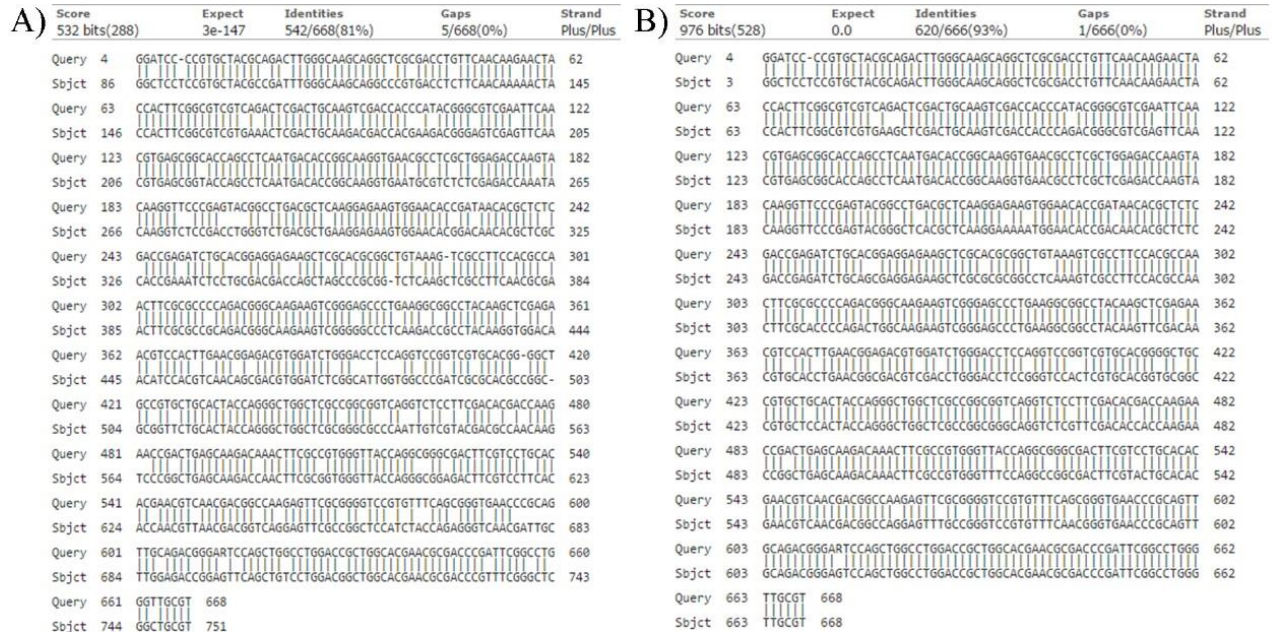 A)
Score Expect Identities Gaps Strand
532 bits(288) 3e-147 542/668(81%) 5/668(0%) Plus/Plus
Query 4 GGATCC-CCGTGCTACGCAGACTTGGGCAAGCAGGCTCGCGACCTGTTCAACAAGAACTA 62
Sbjct 86 GGCTCCTCCGTGCTACGCCGATTTGGGCAAGCAGGCCCGTGACCTCTTCAACAAAAACTA 145
Query 63 CCACTTCGGCGTCGTCAGACTCGACTGCAAGTCGACCACCCATACGGGCGTCGAATTCAA 122
Sbjct 146 CCACTTCGGCGTCGTGAAACTCGACTGCAAGACGACCACGAAGACGGGAGTCGAGTTCAA 205
Query 123 CGTGAGCGGCACCAGCCTCAATGACACCGGCAAGGTGAACGCCTCGCTGGAGACCAAGTA 182
Sbjct 206 CGTGAGCGGTACCAGCCTCAATGACACCGGCAAGGTGAATGCGTCTCTCGAGACCAAATA 265
Query 183 CAAGGTTCCCGAGTACGGCCTGACGCTCAAGGAGAAGTGGAACACCGATAACACGCTCTC 242
Sbjct 266 CAAGGTCTCCGACCTGGGTCTGACGCTGAAGGAGAAGTGGAACACGGACAACACGCTCGC 325
Query 243 GACCGAGATCTGCACGGAGGAGAAGCTCGCACGCGGCTGTAAAG-TCGCCTTCCACGCCA 301
Sbjct 326 CACCGAAATCTCCTGCGACGACCAGCTAGCCCGCGG-TCTCAAGCTCGCCTTCAACGCGA 384
Query 302 ACTTCGCGCCCCAGACGGGCAAGAAGTCGGGAGCCCTGAAGGCGGCCTACAAGCTCGAGA 361
Sbjct 385 ACTTCGCGCCGCAGACGGGCAAGAAGTCGGGGGCCCTCAAGACCGCCTACAAGGTGGACA 444
Query 362 ACGTCCACTTGAACGGAGACGTGGATCTGGGACCTCCAGGTCCGGTCGTGCACGG-GGCT 420
Sbjct 445 ACATCCACGTCAACAGCGACGTGGATCTCGGCATTGGTGGCCCGATCGCGCACGCCGGC- 503
Query 421 GCCGTGCTGCACTACCAGGGCTGGCTCGCCGGCGGTCAGGTCTCCTTCGACACGACCAAG 480
Sbjct 504 GCGGTTCTGCACTACCAGGGCTGGCTCGCGGGCGCCCAATTGTCGTACGACGCCAACAAG 563
Query 481 AACCGACTGAGCAAGACAAACTTCGCCGTGGGTTACCAGGCGGGCGACTTCGTCCTGCAC 540
Sbjct 564 TCCCGGCTGAGCAAGACCAACTTCGCGGTGGGTTACCAGGGCGGAGACTTCGTCCTTCAC 623
Query 541 ACGAACGTCAACGACGGCCAAGAGTTCGCGGGGTCCGTGTTTCAGCGGGTGAACCCGCAG 600
Sbjct 624 ACCAACGTTAACGACGGTCAGGAGTTCGCCGGCTCCATCTACCAGAGGGTCAACGATTGC 683
Query 601 TTGCAGACGGGARTCCAGCTGGCCTGGACCGCTGGCACGAACGCGACCCGATTCGGCCTG 660
Sbjct 684 TTGGAGACCGGAGTTCAGCTGTCCTGGACGGCTGGCACGAACGCGACCCGTTTCGGGCTC 743
Query 661 GGTTGCGT 668
Sbjct 744 GGCTGCGT 751
B)
Score Expect Identities Gaps Strand
976 bits(528) 0.0 620/666(93%) 1/666(0%) Plus/Plus
Query 4 GGATCC-CCGTGCTACGCAGACTTGGGCAAGCAGGCTCGCGACCTGTTCAACAAGAACTA 62
Sbjct 3 GGCTCCTCCGTGCTACGCAGACTTGGGCAAGCAGGCTCGCGACCTGTTCAACAAGAACTA 62
Query 63 CCACTTCGGCGTCGTCAGACTCGACTGCAAGTCGACCACCCATACGGGCGTCGAATTCAA 122
Sbjct 63 CCACTTCGGCGTCGTGAAGCTCGACTGCAAGTCGACCACCCAGACGGGCGTCGAGTTCAA 122
Query 123 CGTGAGCGGCACCAGCCTCAATGACACCGGCAAGGTGAACGCCTCGCTGGAGACCAAGTA 182
Sbjct 123 CGTGAGCGGCACCAGCCTCAATGACACCGGCAAGGTGAACGCCTCGCTCGAGACCAAGTA 182
Query 183 CAAGGTTCCCGAGTACGGCCTGACGCTCAAGGAGAAGTGGAACACCGATAACACGCTCTC 242
Sbjct 183 CAAGGTTCCCGAGTACGGGCTCACGCTCAAGGAAAAATGGAACACCGACAACACGCTCTC 242
Query 243 GACCGAGATCTGCACGGAGGAGAAGCTCGCACGCGGCTGTAAAGTCGCCTTCCACGCCAA 302
Sbjct 243 GACCGAGATCTGCAGCGAGGAGAAGCTCGCGCGCGGCCTCAAAGTCGCCTTCCACGCCAA 302
Query 303 CTTCGCGCCCCAGACGGGCAAGAAGTCGGGAGCCCTGAAGGCGGCCTACAAGCTCGAGAA 362
Sbjct 303 CTTCGCACCCCAGACTGGCAAGAAGTCGGGAGCCCTGAAGGCGGCCTACAAGTTCGACAA 362
Query 363 CGTCCACTTGAACGGAGACGTGGATCTGGGACCTCCAGGTCCGGTCGTGCACGGGGCTGC 422
Sbjct 363 CGTGCACCTGAACGGCGACGTCGACCTGGGACCTCCGGGTCCACTCGTGCACGGTGCGGC 422
Query 423 CGTGCTGCACTACCAGGGCTGGCTCGCCGGCGGTCAGGTCTCCTTCGACACGACCAAGAA 482
Sbjct 423 CGTGCTCCACTACCAGGGCTGGCTCGCCGGCGGGCAGGTCTCGTTCGACACCACCAAGAA 482
Query 483 CCGACTGAGCAAGACAAACTTCGCCGTGGGTTACCAGGCGGGCGACTTCGTCCTGCACAC 542
Sbjct 483 CCGGCTGAGCAAGACAAACTTCGCCGTGGGTTTCCAGGCCGGCGACTTCGTACTGCACAC 542
Query 543 GAACGTCAACGACGGCCAAGAGTTCGCGGGGTCCGTGTTTCAGCGGGTGAACCCGCAGTT 602
Sbjct 543 GAACGTCAACGACGGCCAGGAGTTTGCCGGGTCCGTGTTTCAACGGGTGAACCCGCAGTT 602
Query 603 GCAGACGGGARTCCAGCTGGCCTGGACCGCTGGCACGAACGCGACCCGATTCGGCCTGGG 662
Sbjct 603 GCAGACGGGAGTCCAGCTGGCCTGGACCGCTGGCACGAACGCGACCCGATTCGGCCTGGG 662
Query 663 TTGCGT 668
Sbjct 663 TTGCGT 668